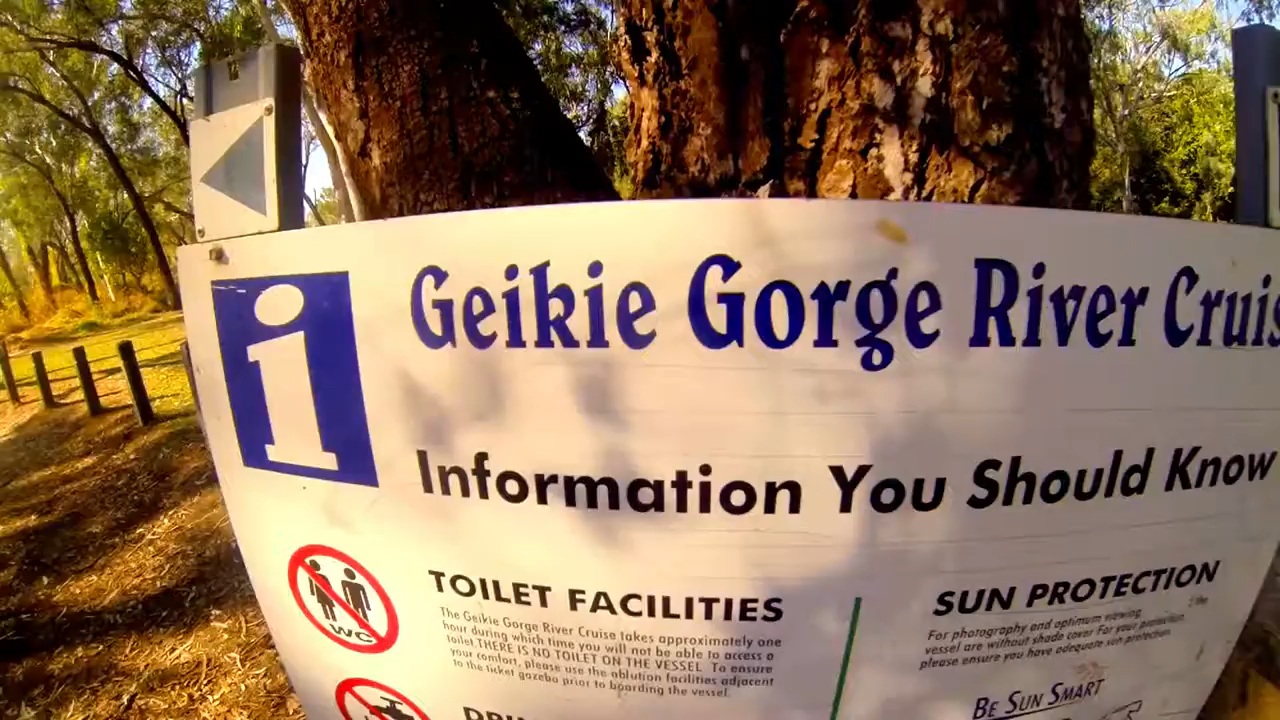 i
Geikie Gorge River Cruis
Information You Should Know
WC
TOILET FACILITIES
The Geikie Gorge River Cruise takes approximately one
hour during which time you will not be able to access a
toilet THERE IS NO TOILET ON THE VESSEL. To ensure
your comfort, please use the ablution facilities adjacent
to the ticket gazebo prior to boarding the vessel.
SUN PROTECTION
For photography and optimum viewing
vessel are without shade cover For your protection
please ensure you have adequate sun protection
BE SUN SMART